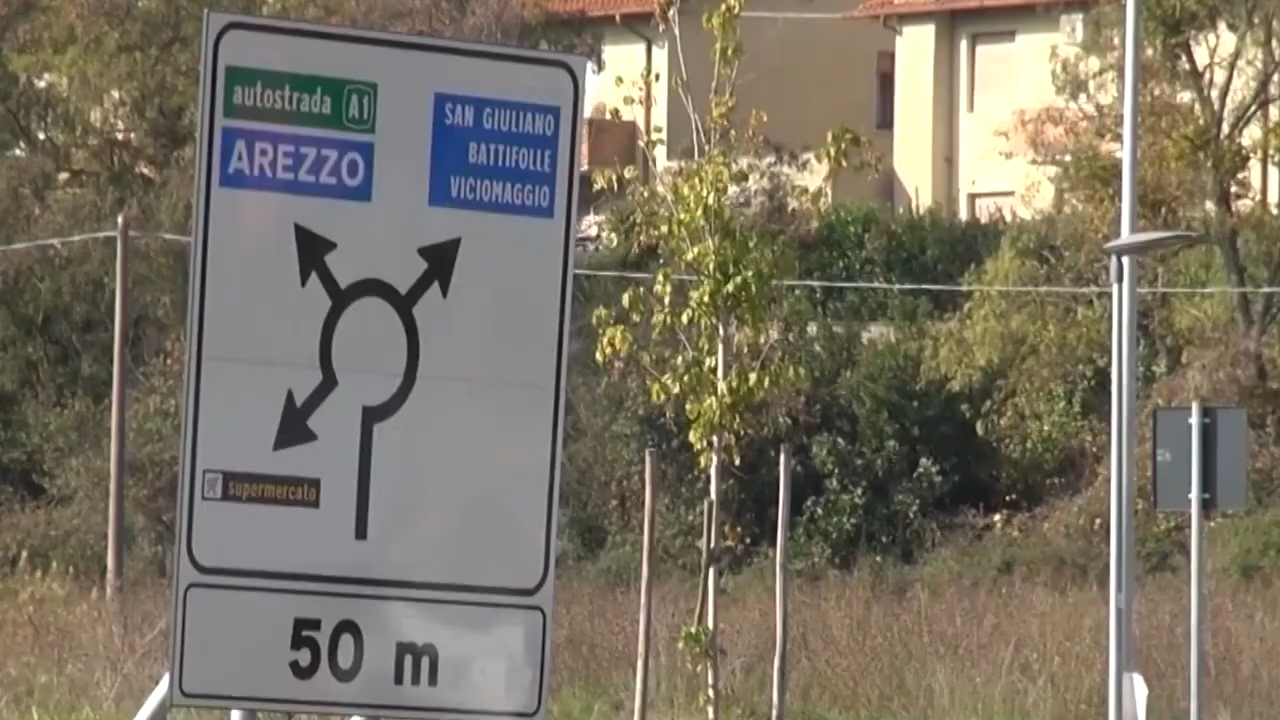 autostrada A1
AREZZO
SAN GIULIANO
BATTIFOLLE
VICIOMAGGIO
supermercato
50 m